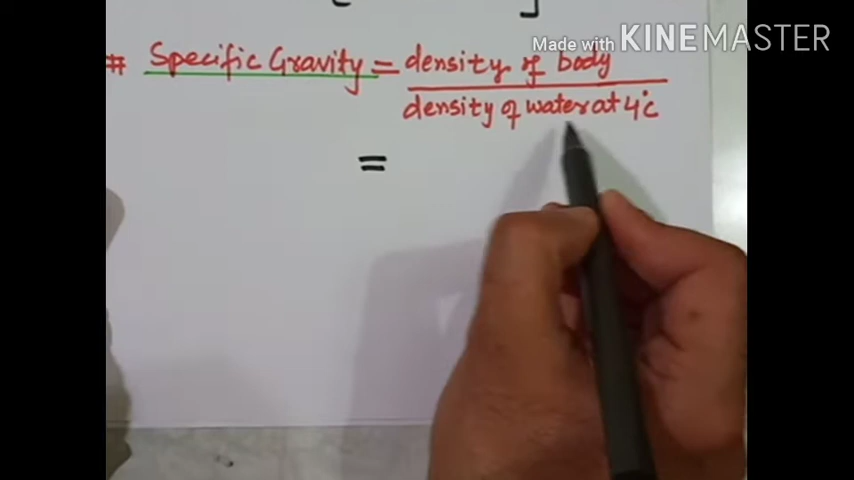 ]
Made with KINEMASTER
# Specific Gravity = density of body
density of water at 4°c
=